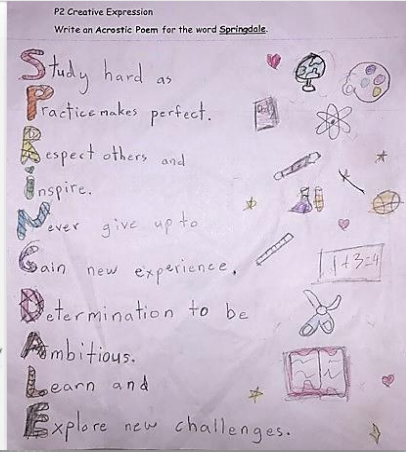 P2 Creative Expression
Write an Acrostic Poem for the word Springdale.
Study hard as
Practice makes perfect.
Respect others and
inspire.
Never give up to
Gain new experience.
Determination to be
Ambitious.
Learn and
Explore new challenges.
1+3=4